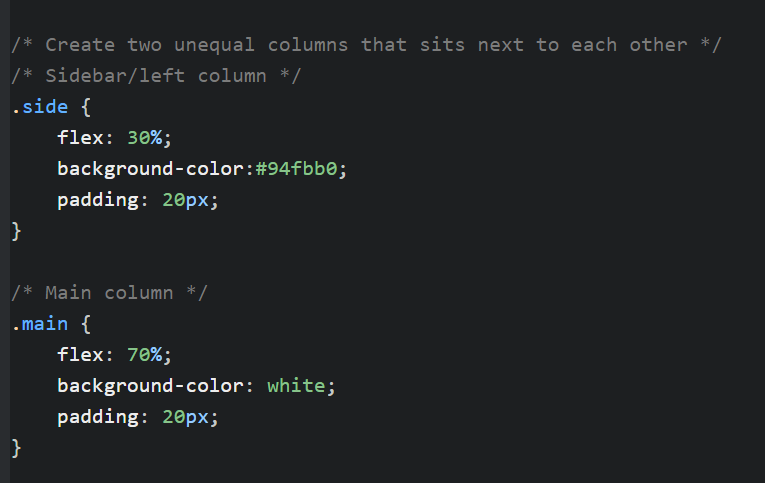 /* Create two unequal columns that sits next to each other */
/* Sidebar/left column */
.side {
    flex: 30%;
    background-color:#94fbb0;
    padding: 20px;
}
/* Main column */
.main {
    flex: 70%;
    background-color: white;
    padding: 20px;
}